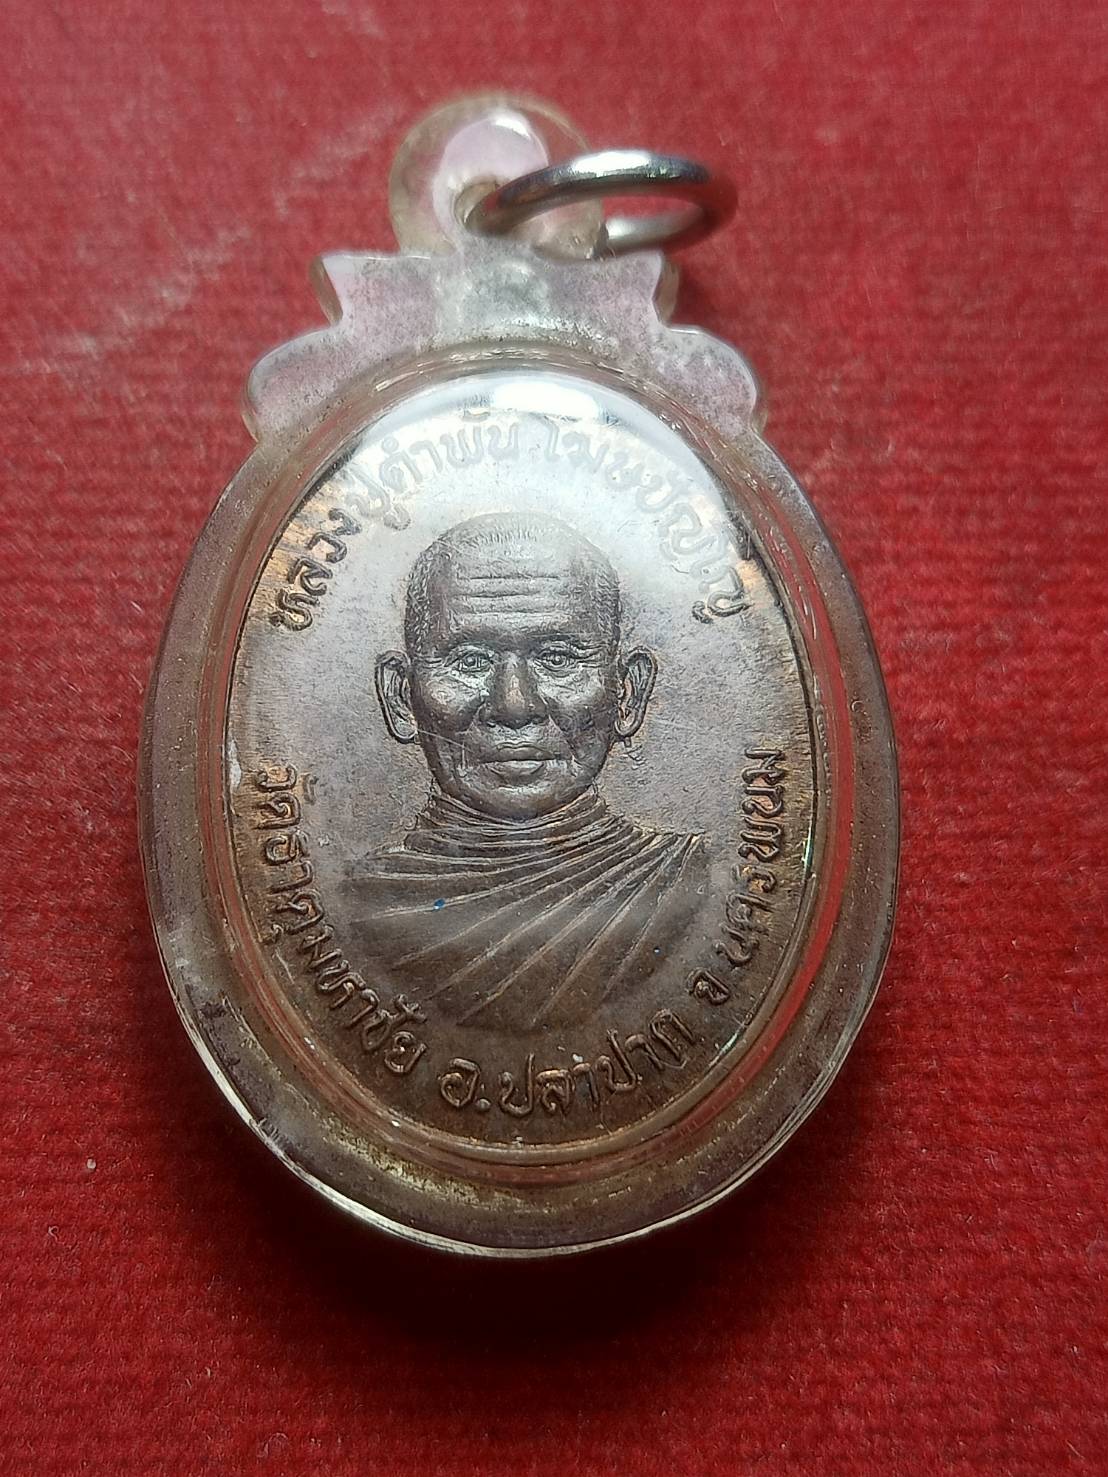 หลวงปู่คำพันธ์ โฆษปัญโญ
วัดธาตุมหาชัย อ.ปลาปาก จ.นครพนม